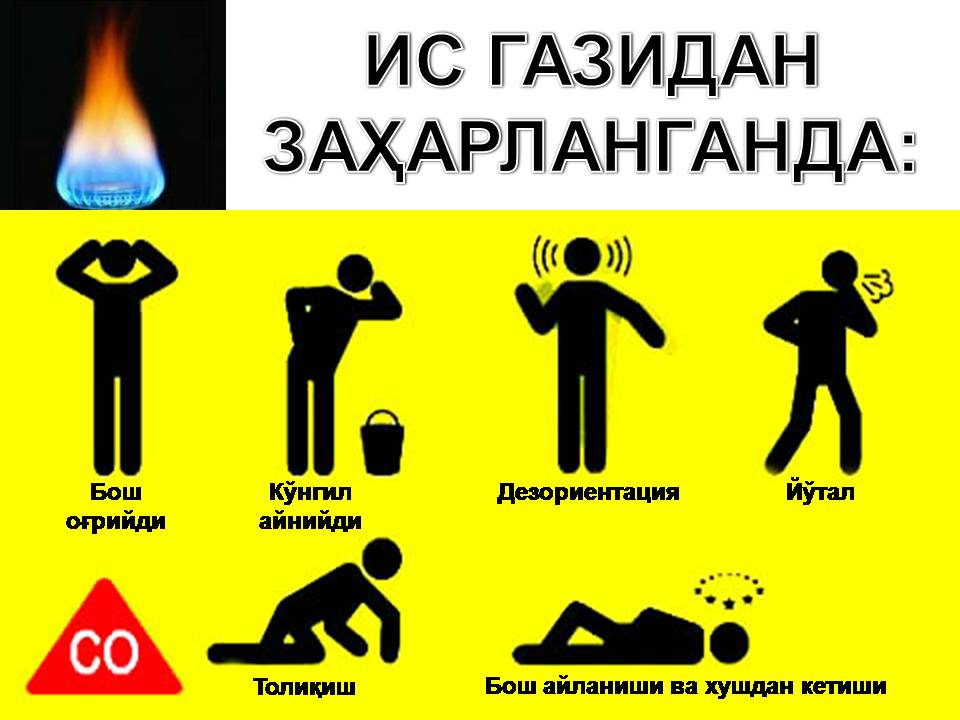 ИС ГАЗИДАН
ЗАҲАРЛАНГАНДА:
Бош
оғрийди
Кўнгил
айнийди
Дезориентация
Йўтал
CO
Толиқиш
Бош айланиши ва хушдан кетиши